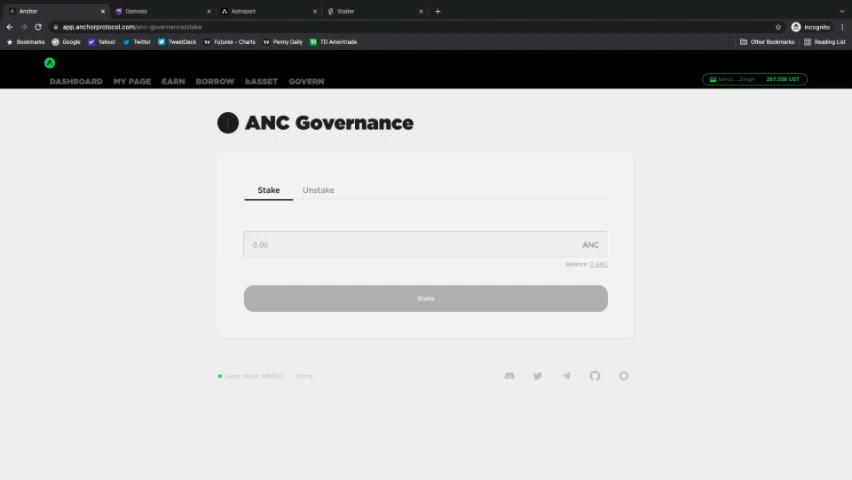 Anchor
Osmosis
Astroport
Stader
app.anchorprotocol.com/anc-governance/stake
Incognito
Bookmarks
Google
Yahoo!
Twitter
TweetDeck
Futures - Charts
Penny Daily
TD Ameritrade
Other Bookmarks
Reading List
DASHBOARD
MY PAGE
EARN
BORROW
bASSET
GOVERN
267.556 UST
ANC Governance
Stake
Unstake
0.00
ANC
Balance: 0 ANC
Stake
Latest Block:
Terms